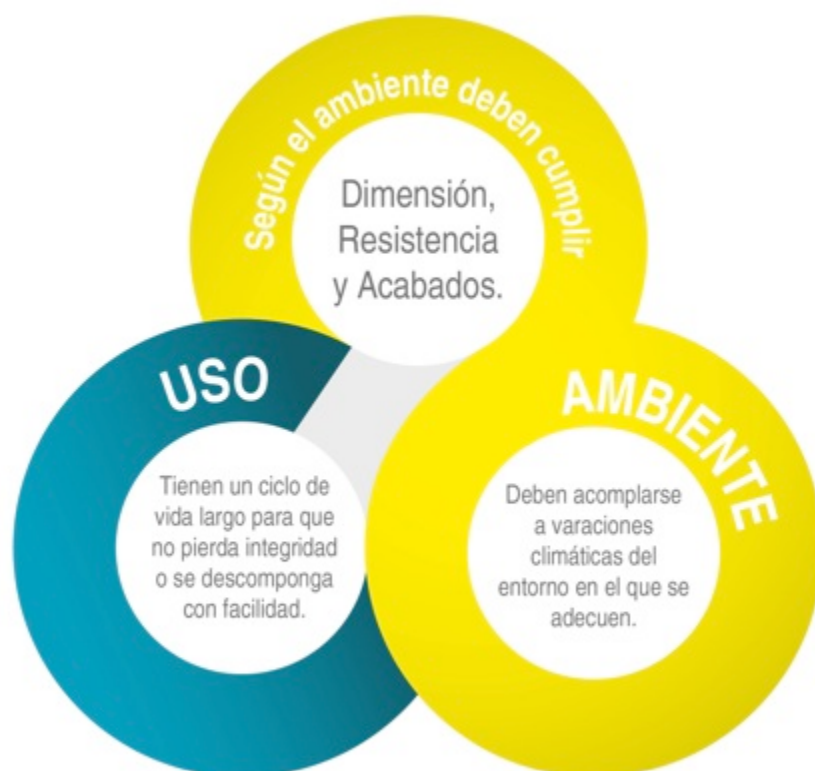 Según el ambiente deben cumplir
Dimensión,
Resistencia
y Acabados.
USO
Tienen un ciclo de
vida largo para que
no pierda integridad
o se descomponga
con facilidad.
AMBIENTE
Deben acomplarse
a varaciones
climáticas del
entorno en el que se
adecuen.